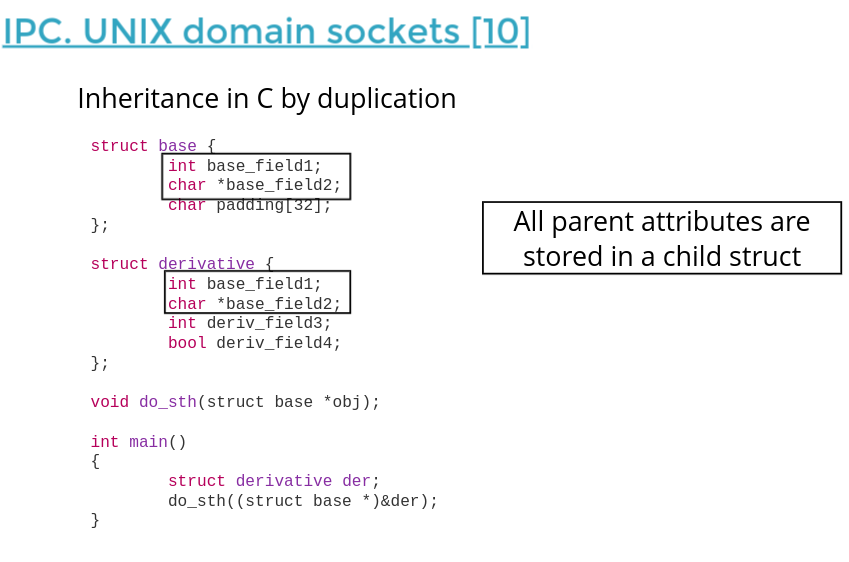 IPC. UNIX domain sockets [10]
Inheritance in C by duplication
struct base {
int base_field1;
char *base_field2;
char padding[32];
};
struct derivative {
int base_field1;
char *base_field2;
int deriv_field3;
bool deriv_field4;
};
void do_sth(struct base *obj);
int main()
{
struct derivative der;
do_sth((struct base *)&der);
}
All parent attributes are
stored in a child struct